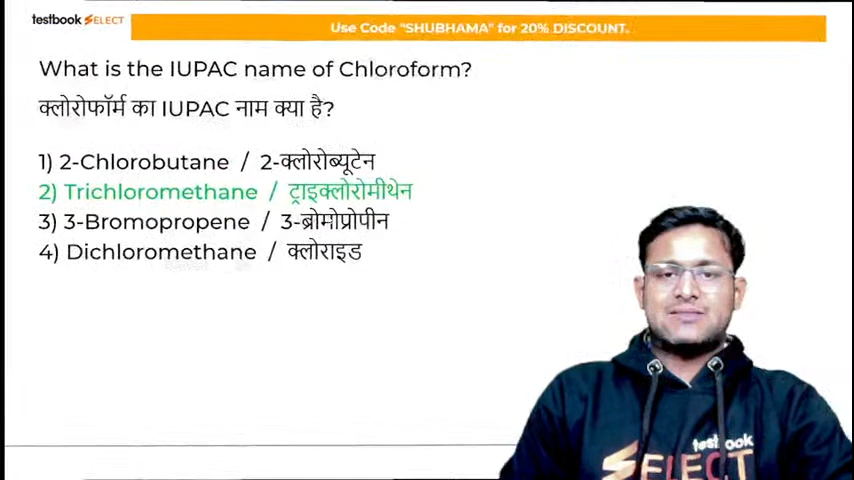 testbook SELECT
Use Code "SHUBHAMA" for 20% DISCOUNT.
What is the IUPAC name of Chloroform?
क्लोरोफॉर्म का IUPAC नाम क्या है?
1) 2-Chlorobutane / 2-क्लोरोब्यूटेन
2) Trichloromethane / ट्राइक्लोरोमीथेन
3) 3-Bromopropene / 3-ब्रोमोप्रोपीन
4) Dichloromethane / क्लोराइड
testbook
SELECT